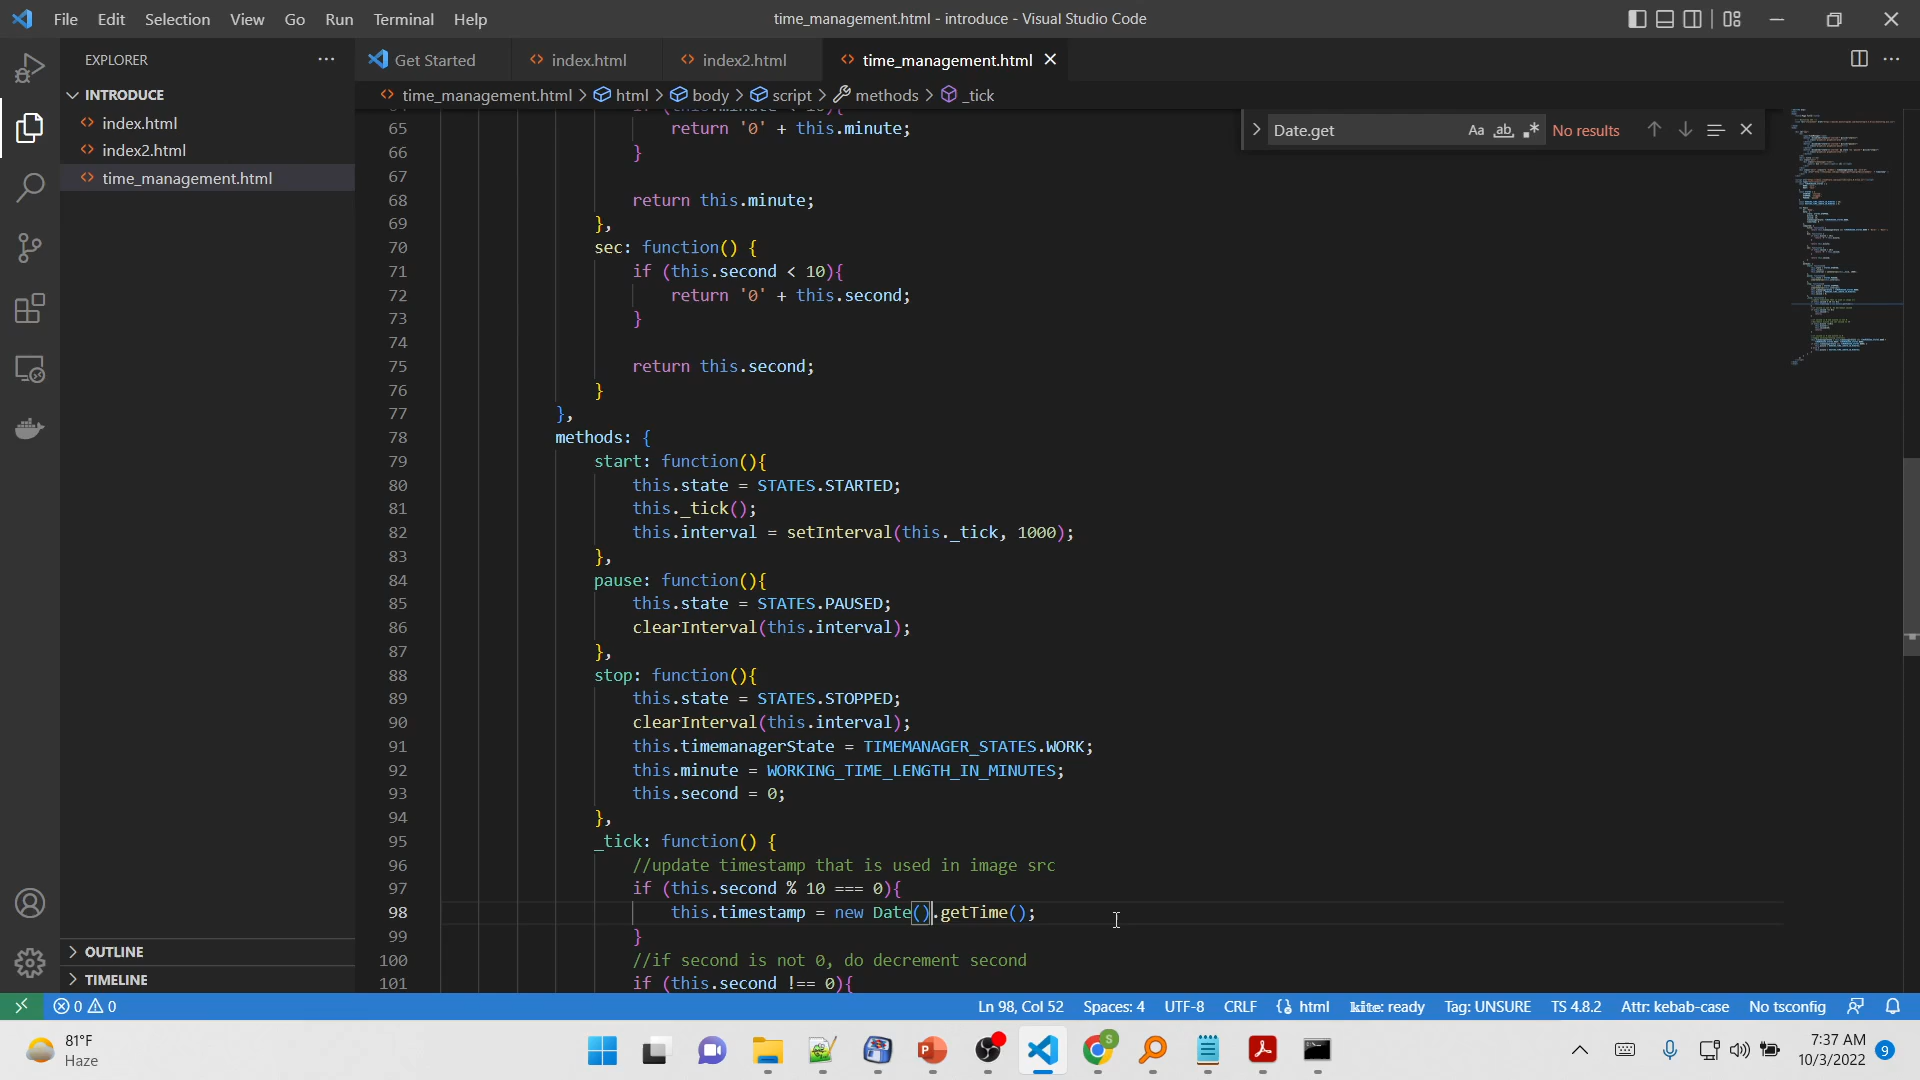 File Edit Selection View Go Run Terminal Help
time_management.html - introduce - Visual Studio Code
EXPLORER
INTRODUCE
index.html
index2.html
time_management.html
OUTLINE
TIMELINE
Get Started index.html index2.html time_management.html
time_management.html > html > body > script > methods > _tick
Date.get Aa ab No results
65 return '0' + this.minute;
66 }
67
68 return this.minute;
69 },
70 sec: function() {
71 if (this.second < 10){
72 return '0' + this.second;
73 }
74
75 return this.second;
76 }
77 },
78 methods: {
79 start: function(){
80 this.state = STATES.STARTED;
81 this._tick();
82 this.interval = setInterval(this._tick, 1000);
83 },
84 pause: function(){
85 this.state = STATES.PAUSED;
86 clearInterval(this.interval);
87 },
88 stop: function(){
89 this.state = STATES.STOPPED;
90 clearInterval(this.interval);
91 this.timemanagerState = TIMEMANAGER_STATES.WORK;
92 this.minute = WORKING_TIME_LENGTH_IN_MINUTES;
93 this.second = 0;
94 },
95 _tick: function() {
96 //update timestamp that is used in image src
97 if (this.second % 10 === 0){
98 this.timestamp = new Date().getTime();
99 }
100 //if second is not 0, do decrement second
101 if (this.second !== 0){
0 0 Ln 98, Col 52 Spaces: 4 UTF-8 CRLF html kite: ready Tag: UNSURE TS 4.8.2 Attr: kebab-case No tsconfig
81°F
Haze
S
7:37 AM
10/3/2022
9